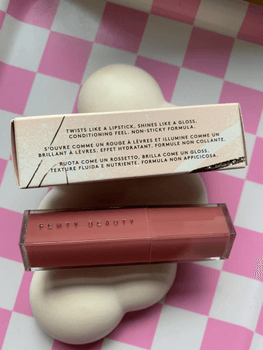 TWISTS LIKE A LIPSTICK, SHINES LIKE A GLOSS.
CONDITIONING FEEL. NON-STICKY FORMULA.
S'OUVRE COMME UN ROUGE À LÈVRES ET ILLUMINE COMME UN
BRILLANT À LÈVRES. EFFET HYDRATANT. FORMULE NON COLLANTE.
RUOTA COME UN ROSSETTO, BRILLA COME UN GLOSS.
TEXTURE FLUIDA E NUTRIENTE. FORMULA NON APPICICOSA.
FENTY BEAUTY